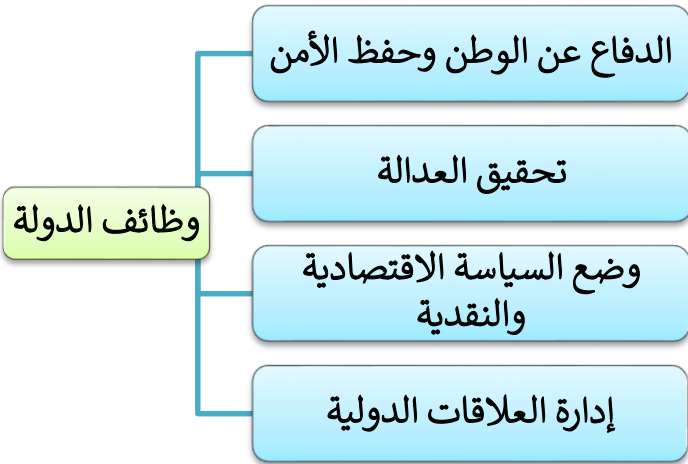 وظائف الدولة
الدفاع عن الوطن وحفظ الأمن
تحقيق العدالة
وضع السياسة الاقتصادية
والنقدية
إدارة العلاقات الدولية